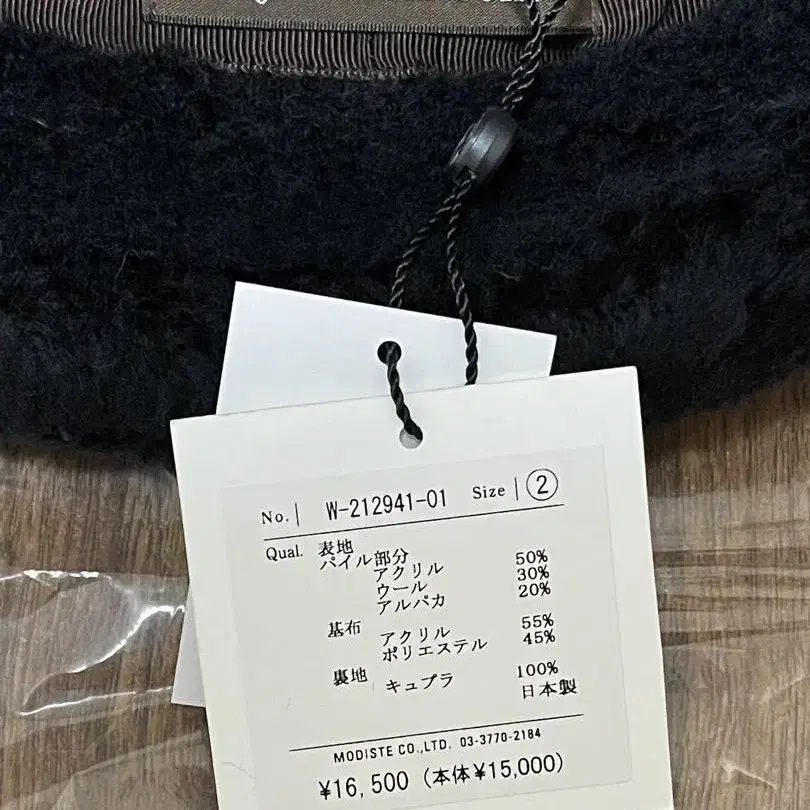 No. W-212941-01 Size ②
Qual. 表地
パイル部分
アクリル 50%
ウール 30%
アルパカ 20%
基布
アクリル 55%
ポリエステル 45%
裏地
キュプラ 100%
日本製
MODISTE CO.,LTD. 03-3770-2184
¥16,500 (本体¥15,000)